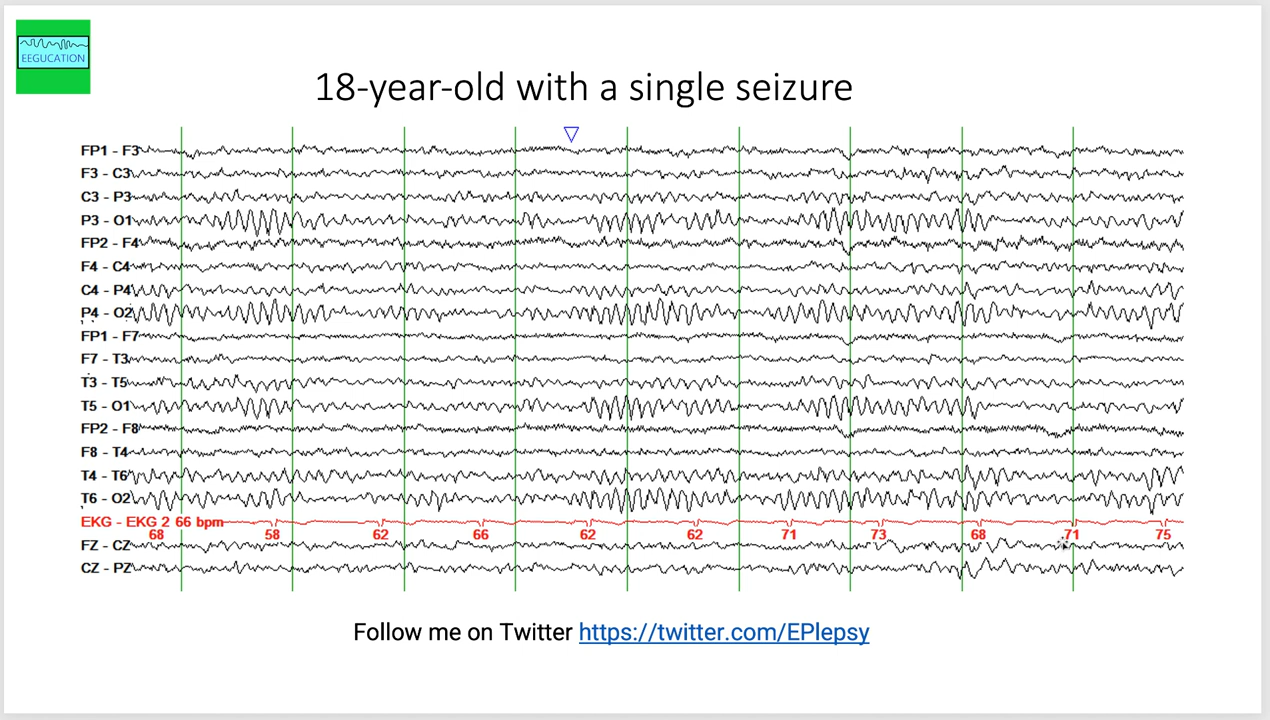 EEGUCATION
18-year-old with a single seizure
FP1 - F3
F3 - C3
C3 - P3
P3 - O1
FP2 - F4
F4 - C4
C4 - P4
P4 - O2
FP1 - F7
F7 - T3
T3 - T5
T5 - O1
FP2 - F8
F8 - T4
T4 - T6
T6 - O2
EKG - EKG 2 66 bpm
68 58 62 66 62 62 71 73 68 71 75
FZ - CZ
CZ - PZ
Follow me on Twitter https://twitter.com/EPlepsy